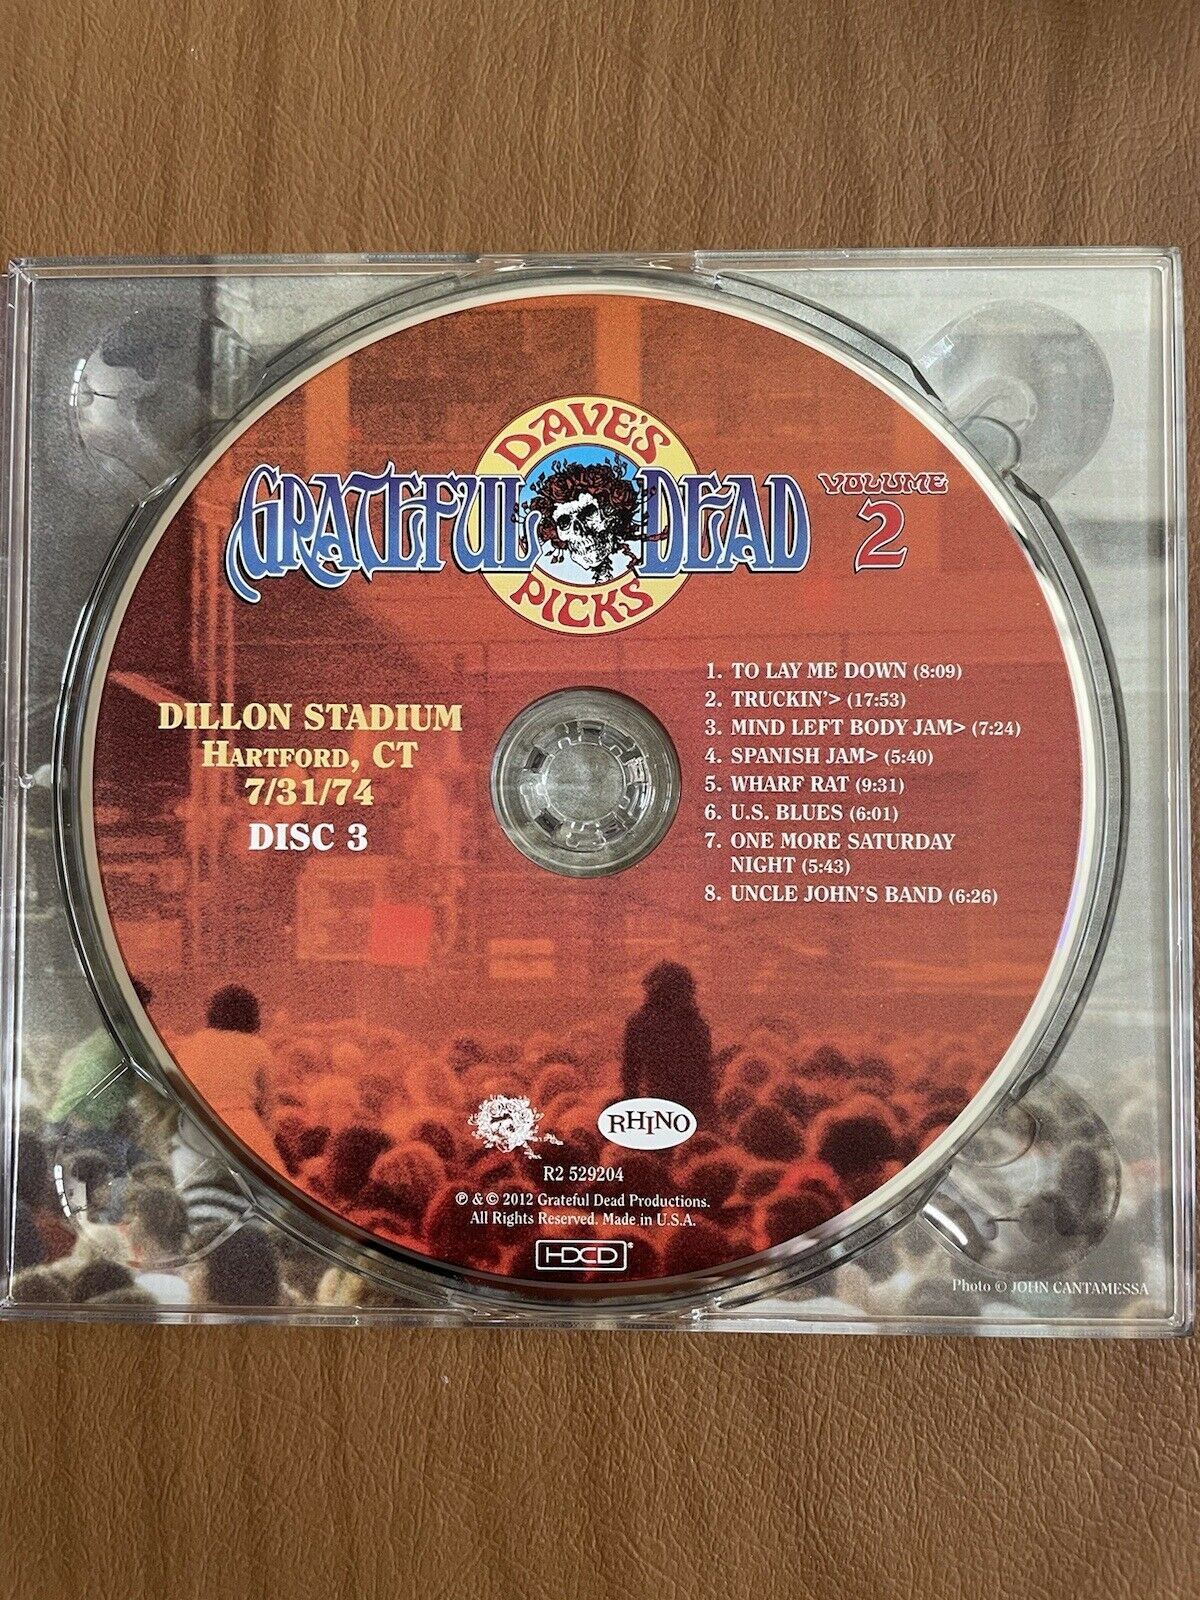 DAVE'S
GRATEFUL DEAD
PICKS
VOLUME
2
DILLON STADIUM
HARTFORD, CT
7/31/74
DISC 3
1. TO LAY ME DOWN (8:09)
2. TRUCKIN'> (17:53)
3. MIND LEFT BODY JAM> (7:24)
4. SPANISH JAM> (5:40)
5. WHARF RAT (9:31)
6. U.S. BLUES (6:01)
7. ONE MORE SATURDAY
NIGHT (5:43)
8. UNCLE JOHN'S BAND (6:26)
RHINO
R2 529204
℗ & © 2012 Grateful Dead Productions.
All Rights Reserved. Made in U.S.A.
HDCD®
Photo © JOHN CANTAMESSA